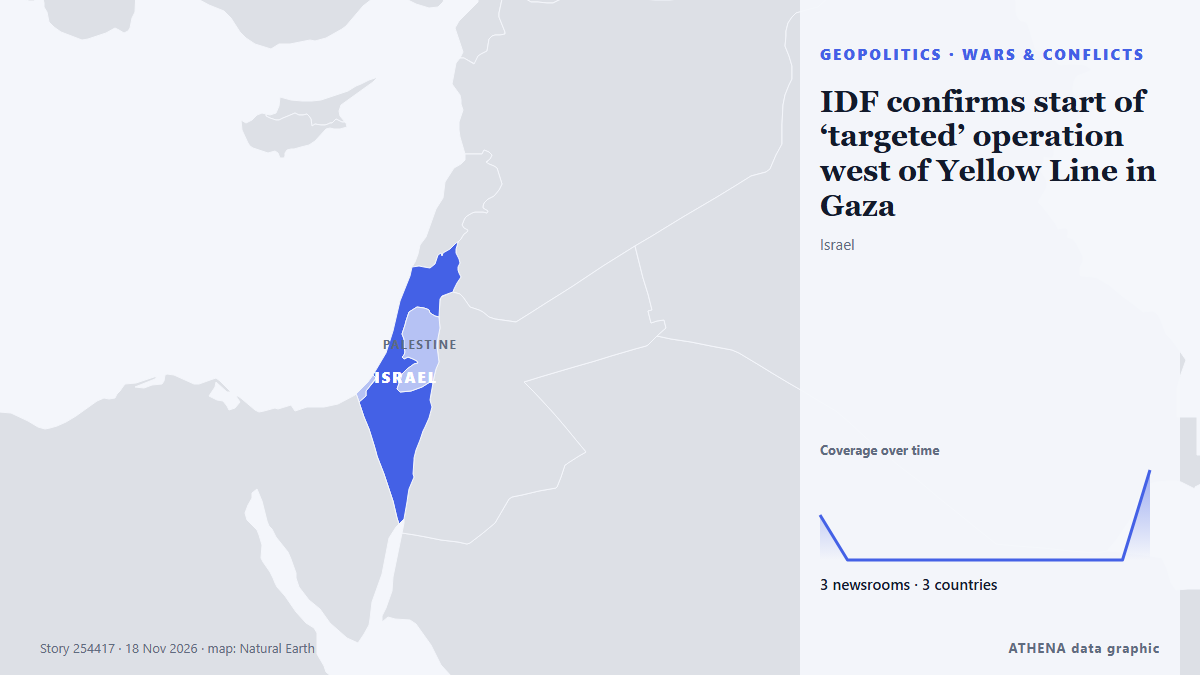 GEOPOLITICS · WARS & CONFLICTS
IDF confirms start of
‘targeted’ operation
west of Yellow Line in
Gaza
Israel
PALESTINE
ISRAEL
Coverage over time
3 newsrooms · 3 countries
Story 254417 · 18 Nov 2026 · map: Natural Earth
ATHENA data graphic